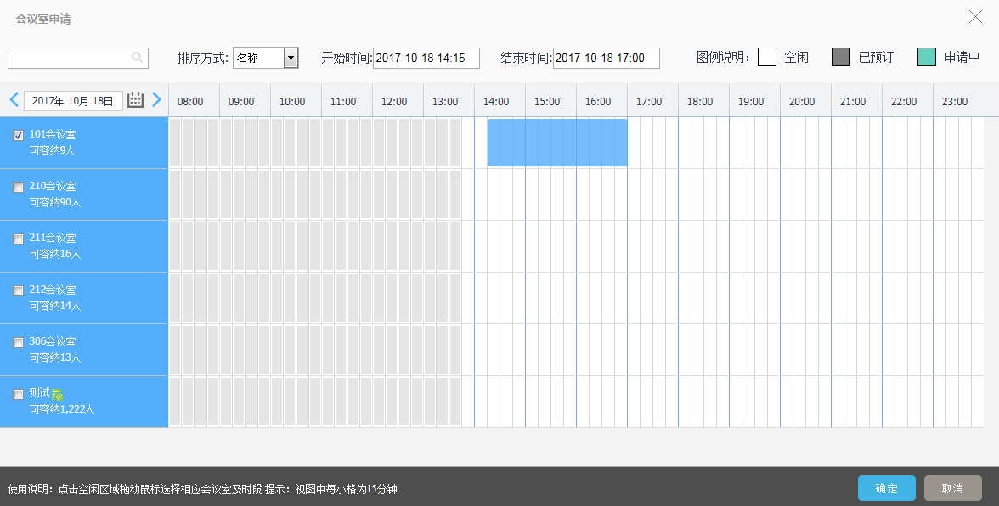 会议室申请
排序方式: 名称 开始时间: 2017-10-18 14:15 结束时间: 2017-10-18 17:00 图例说明： 空闲 已预订 申请中
2017年 10月 18日 08:00 09:00 10:00 11:00 12:00 13:00 14:00 15:00 16:00 17:00 18:00 19:00 20:00 21:00 22:00 23:00
101会议室
可容纳9人
210会议室
可容纳90人
211会议室
可容纳16人
212会议室
可容纳14人
306会议室
可容纳13人
测试
可容纳1,222人
使用说明：点击空闲区域拖动鼠标选择相应会议室及时段 提示：视图中每小格为15分钟 确定 取消